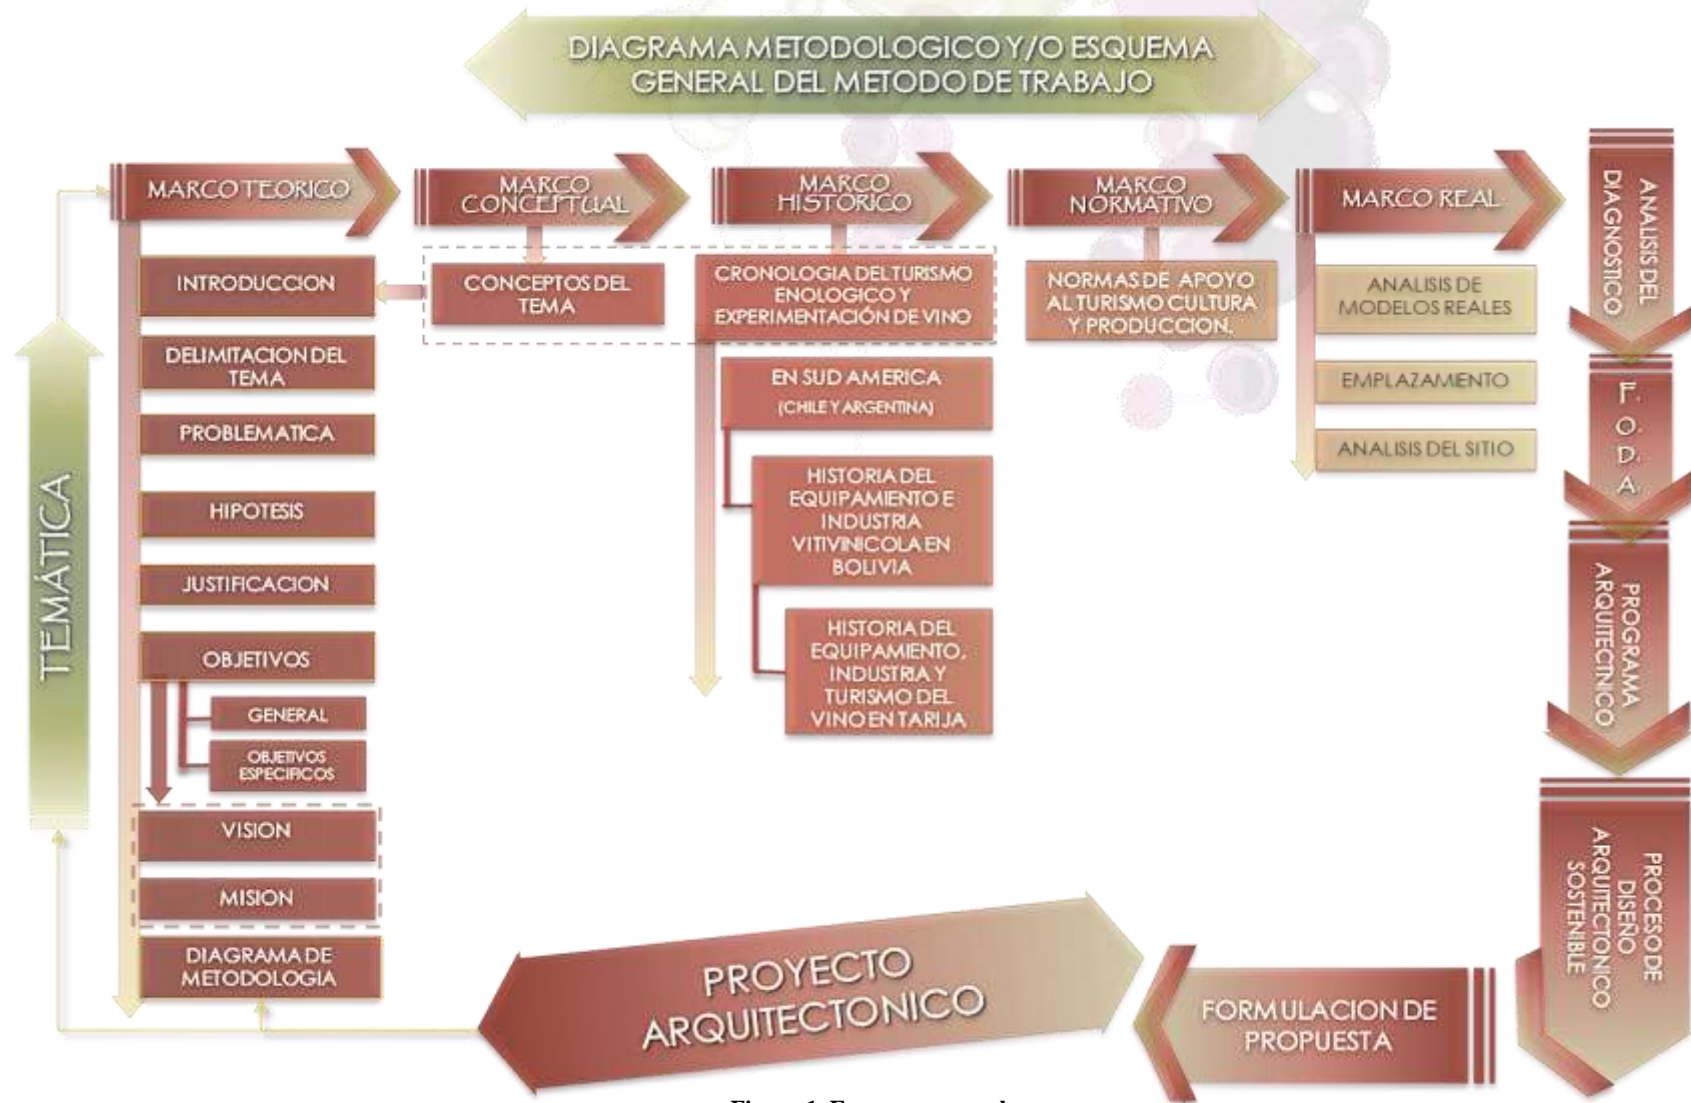 DIAGRAMA METODOLOGICO Y/O ESQUEMA
GENERAL DEL METODO DE TRABAJO
MARCO TEORICO
MARCO
CONCEPTUAL
MARCO
HISTORICO
MARCO
NORMATIVO
MARCO REAL
ANALISIS DEL
DIAGNOSTICO
INTRODUCCION
DELIMITACION DEL
TEMA
PROBLEMATICA
HIPOTESIS
JUSTIFICACION
OBJETIVOS
GENERAL
OBJETIVOS
ESPECIFICOS
VISION
MISION
DIAGRAMA DE
METODOLOGIA
CONCEPTOS DEL
TEMA
CRONOLOGIA DEL TURISMO
ENOLOGICO Y
EXPERIMENTACIÓN DE VINO
EN SUD AMERICA
(CHILE Y ARGENTINA)
HISTORIA DEL
EQUIPAMIENTO E
INDUSTRIA
VITIVINICOLA EN
BOLIVIA
HISTORIA DEL
EQUIPAMIENTO,
INDUSTRIA Y
TURISMO DEL
VINO EN TARIJA
NORMAS DE APOYO
AL TURISMO CULTURA
Y PRODUCCION.
ANALISIS DE
MODELOS REALES
EMPLAZAMIENTO
ANALISIS DEL SITIO
F.
O.
D.
A.
PROGRAMA
ARQUITECTNICO
PROCESO DE
DISEÑO
ARQUITECTONICO
SOSTENIBLE
FORMULACION DE
PROPUESTA
PROYECTO
ARQUITECTONICO
TEMÁTICA